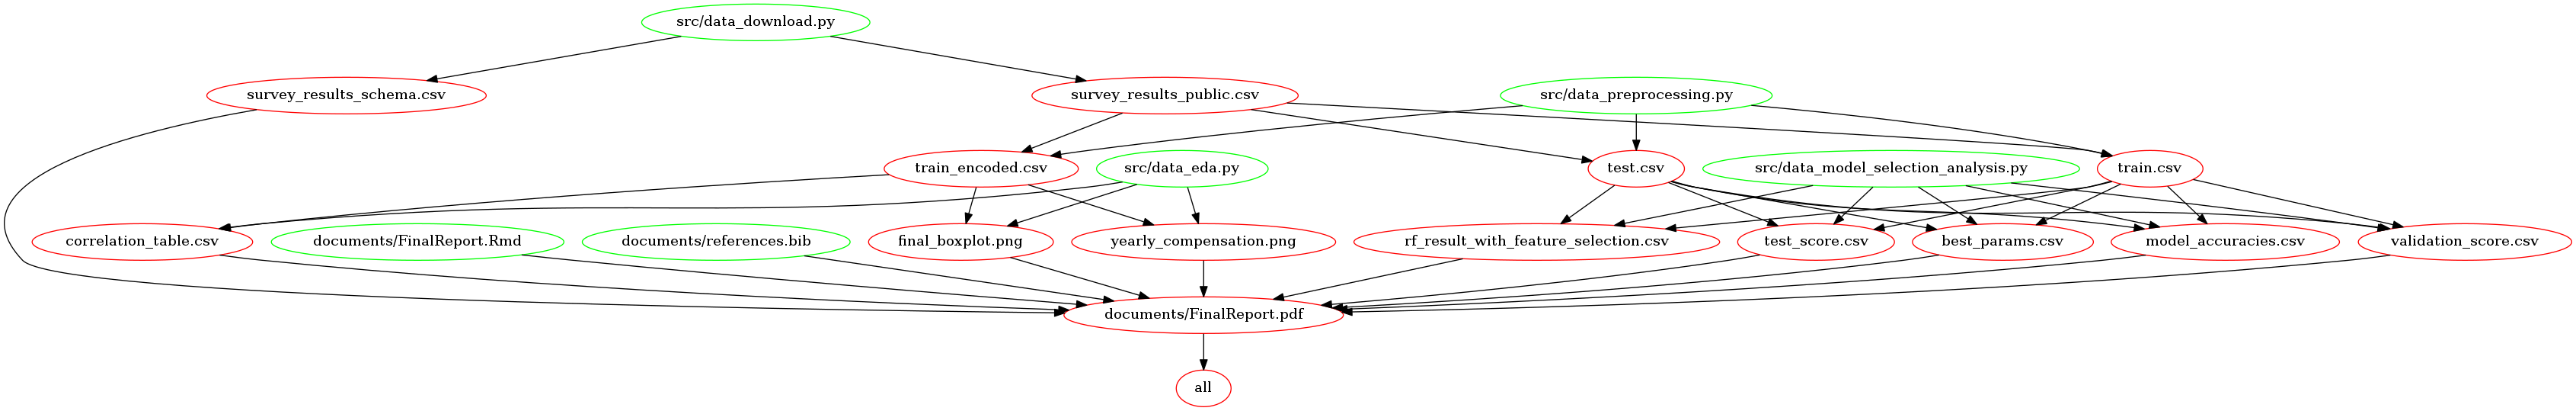 src/data_download.py
survey_results_schema.csv
survey_results_public.csv
src/data_preprocessing.py
train_encoded.csv
src/data_eda.py
test.csv
src/data_model_selection_analysis.py
train.csv
correlation_table.csv
documents/FinalReport.Rmd
documents/references.bib
final_boxplot.png
yearly_compensation.png
rf_result_with_feature_selection.csv
test_score.csv
best_params.csv
model_accuracies.csv
validation_score.csv
documents/FinalReport.pdf
all